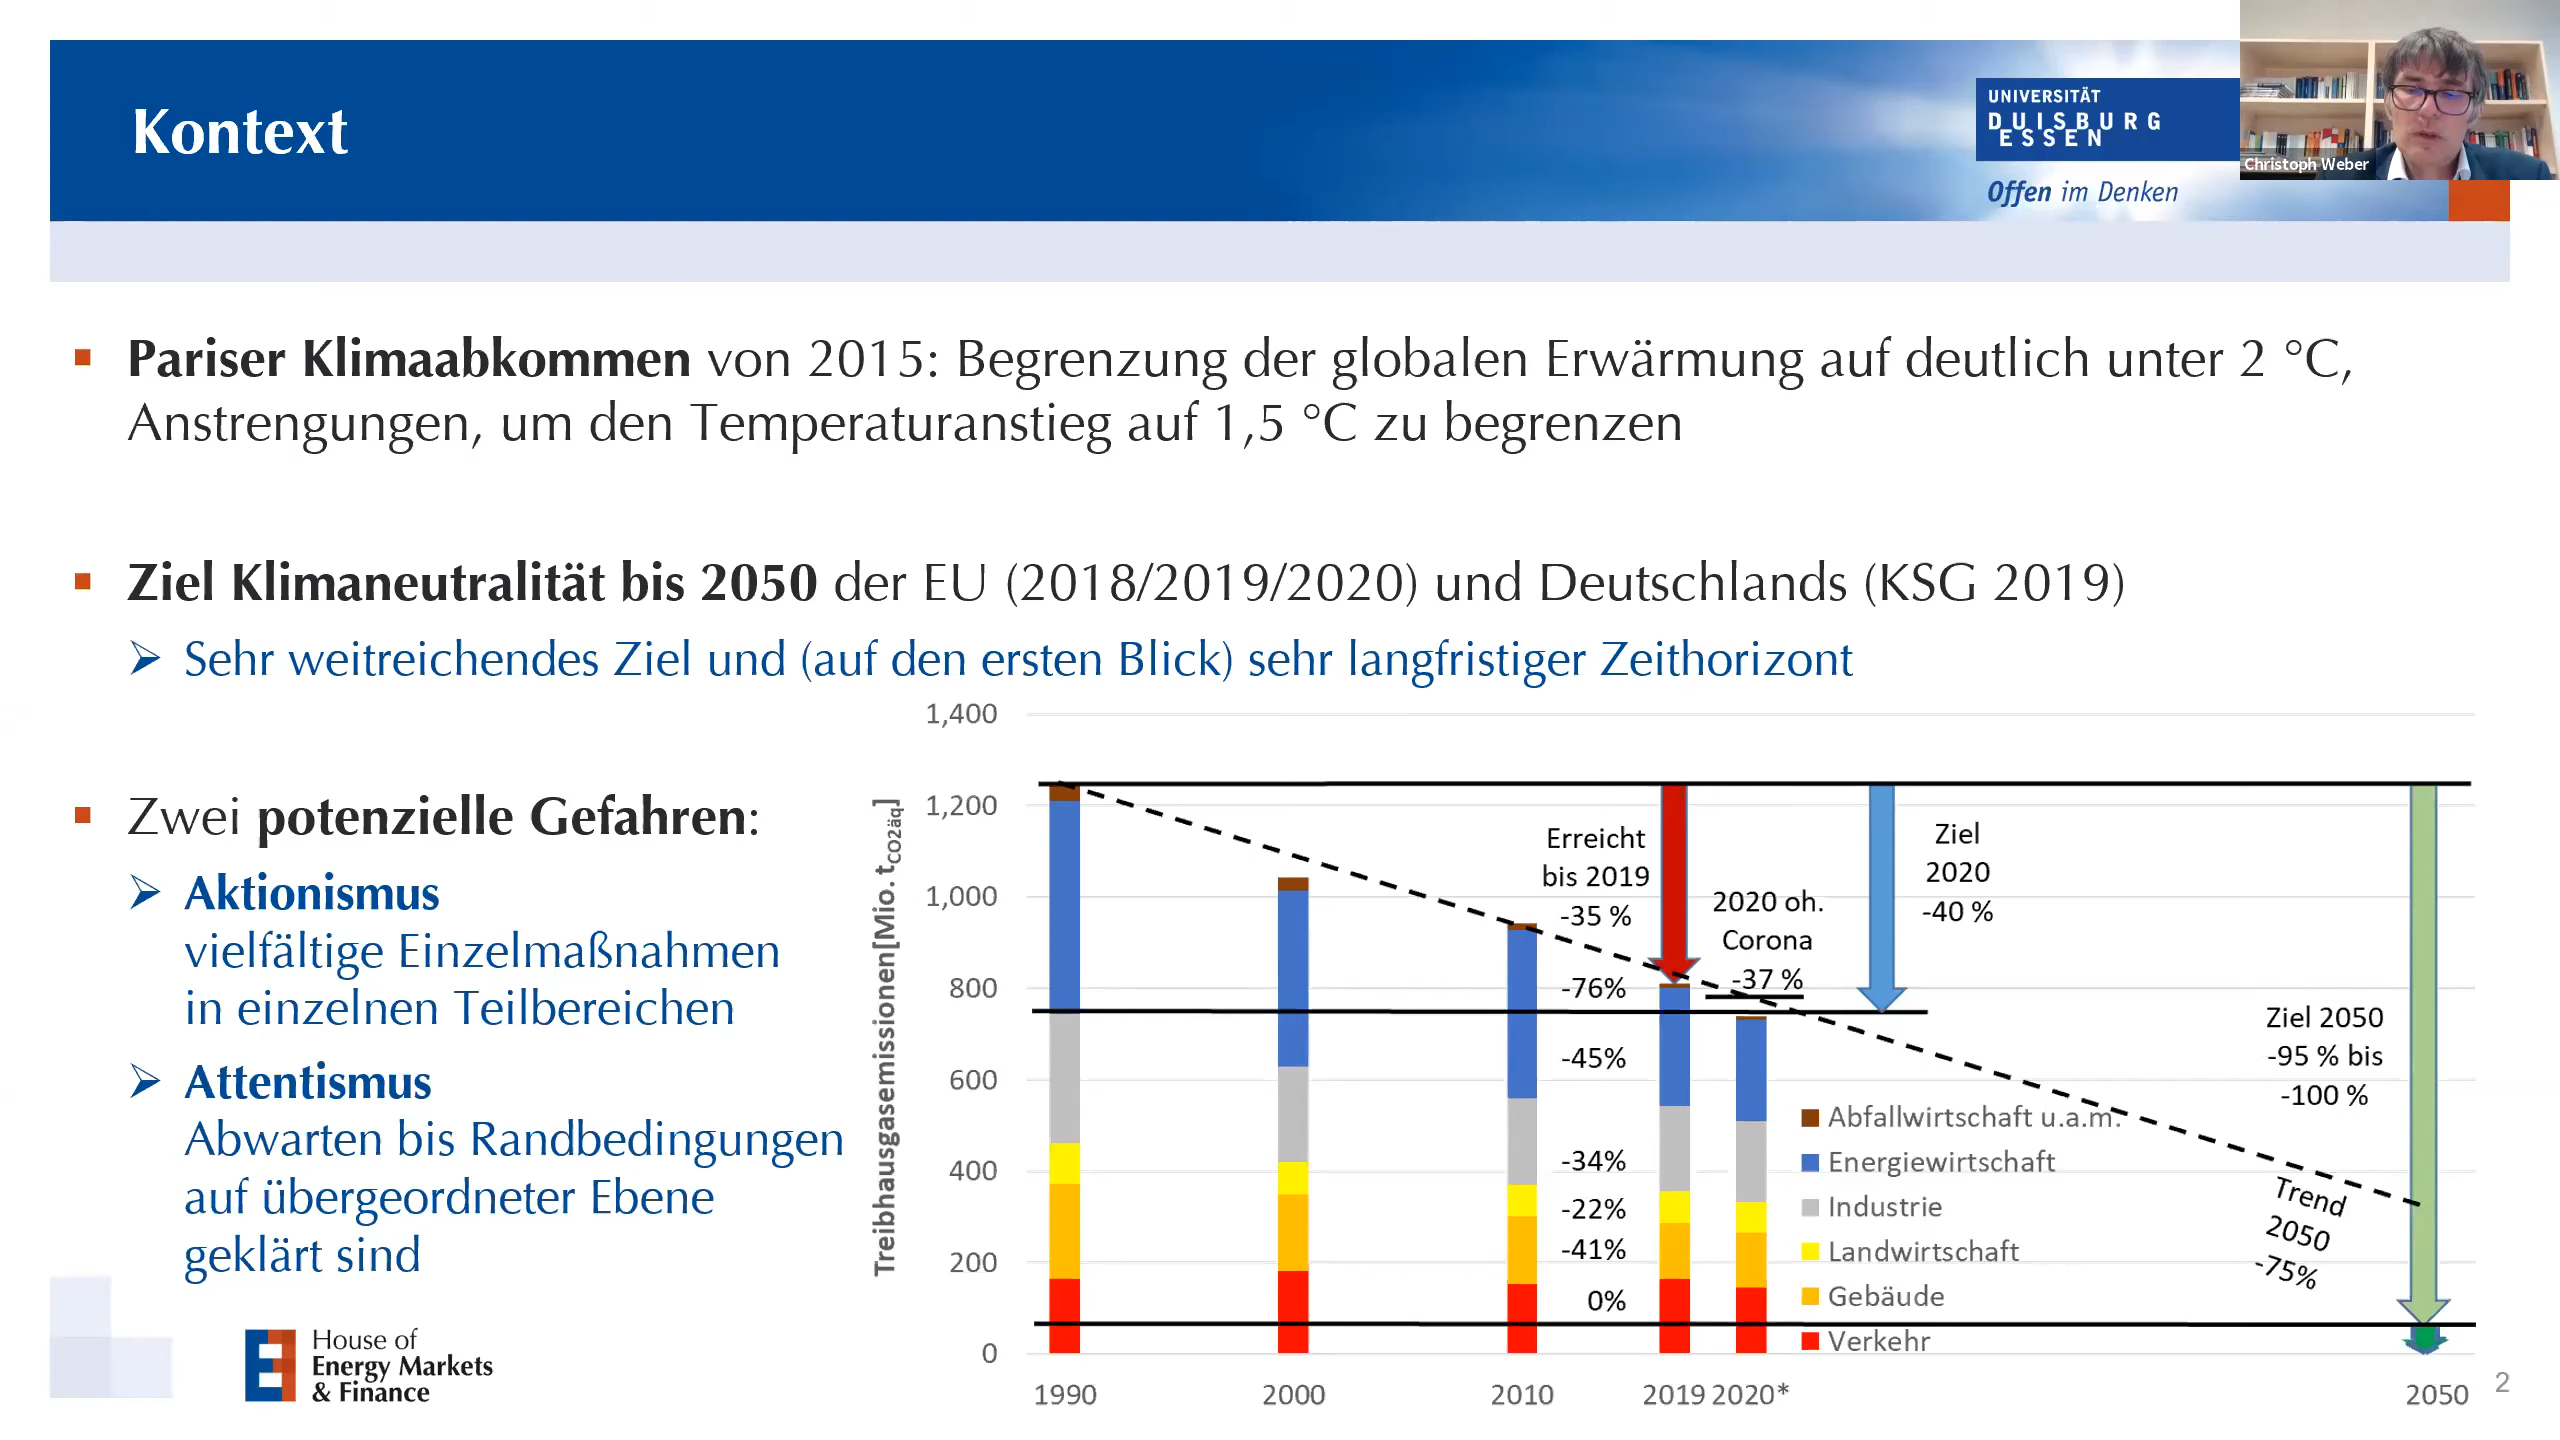 Kontext
UNIVERSITÄT
DUISBURG
ESSEN
Offen im Denken
Christoph Weber
Pariser Klimaabkommen von 2015: Begrenzung der globalen Erwärmung auf deutlich unter 2 °C,
Anstrengungen, um den Temperaturanstieg auf 1,5 °C zu begrenzen
Ziel Klimaneutralität bis 2050 der EU (2018/2019/2020) und Deutschlands (KSG 2019)
Sehr weitreichendes Ziel und (auf den ersten Blick) sehr langfristiger Zeithorizont
Zwei potenzielle Gefahren:
Aktionismus
vielfältige Einzelmaßnahmen
in einzelnen Teilbereichen
Attentismus
Abwarten bis Randbedingungen
auf übergeordneter Ebene
geklärt sind
House of
Energy Markets
& Finance
Treibhausgasemissionen[Mio. tCO2äq]
1,400
1,200
1,000
800
600
400
200
0
1990
2000
2010
2019
2020*
2050
Erreicht
bis 2019
-35 %
-76%
-45%
-34%
-22%
-41%
0%
2020 oh.
Corona
-37 %
Ziel
2020
-40 %
Ziel 2050
-95 % bis
-100 %
Trend
2050
-75%
Abfallwirtschaft u.a.m.
Energiewirtschaft
Industrie
Landwirtschaft
Gebäude
Verkehr
2